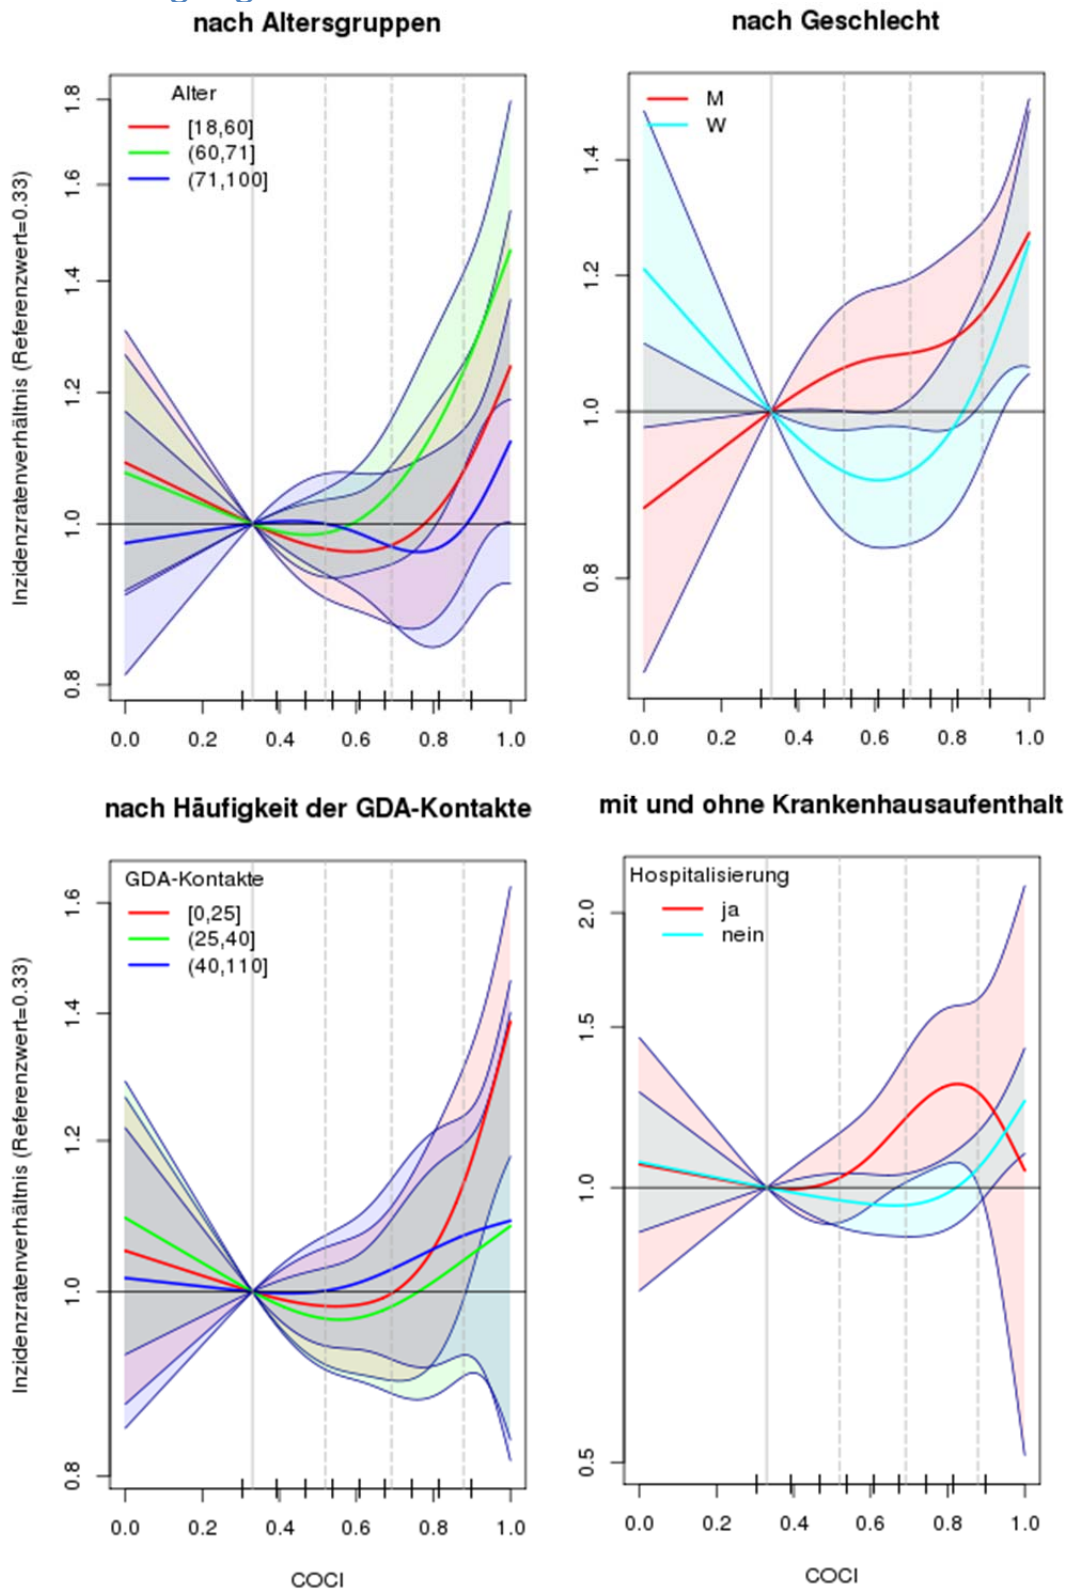 nach Altersgruppen
nach Geschlecht
Inzidenzratenverhältnis (Referenzwert=0.33)
1.8
1.6
1.4
1.2
1.0
0.8
Alter
[18,60]
(60,71]
(71,100]
0.0 0.2 0.4 0.6 0.8 1.0
1.4
1.2
1.0
0.8
M
W
0.0 0.2 0.4 0.6 0.8 1.0
nach Häufigkeit der GDA-Kontakte
mit und ohne Krankenhausaufenthalt
Inzidenzratenverhältnis (Referenzwert=0.33)
1.6
1.4
1.2
1.0
0.8
GDA-Kontakte
[0,25]
(25,40]
(40,110]
0.0 0.2 0.4 0.6 0.8 1.0
COCI
2.0
1.5
1.0
0.5
Hospitalisierung
ja
nein
0.0 0.2 0.4 0.6 0.8 1.0
COCI